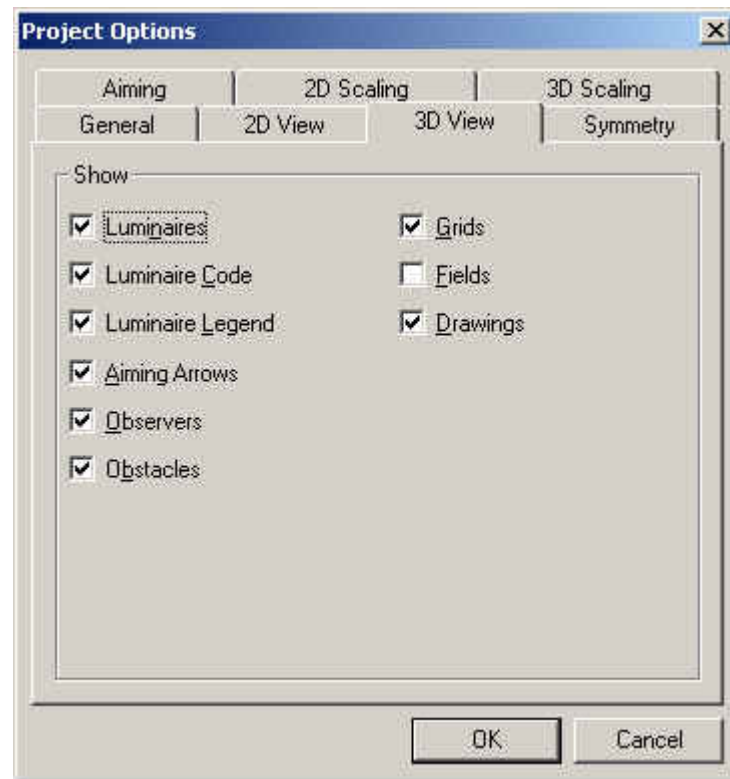 Project Options
Aiming
2D Scaling
3D Scaling
General
2D View
3D View
Symmetry
Show
Luminaires
Luminaire Code
Luminaire Legend
Aiming Arrows
Observers
Obstacles
Grids
Fields
Drawings
OK
Cancel